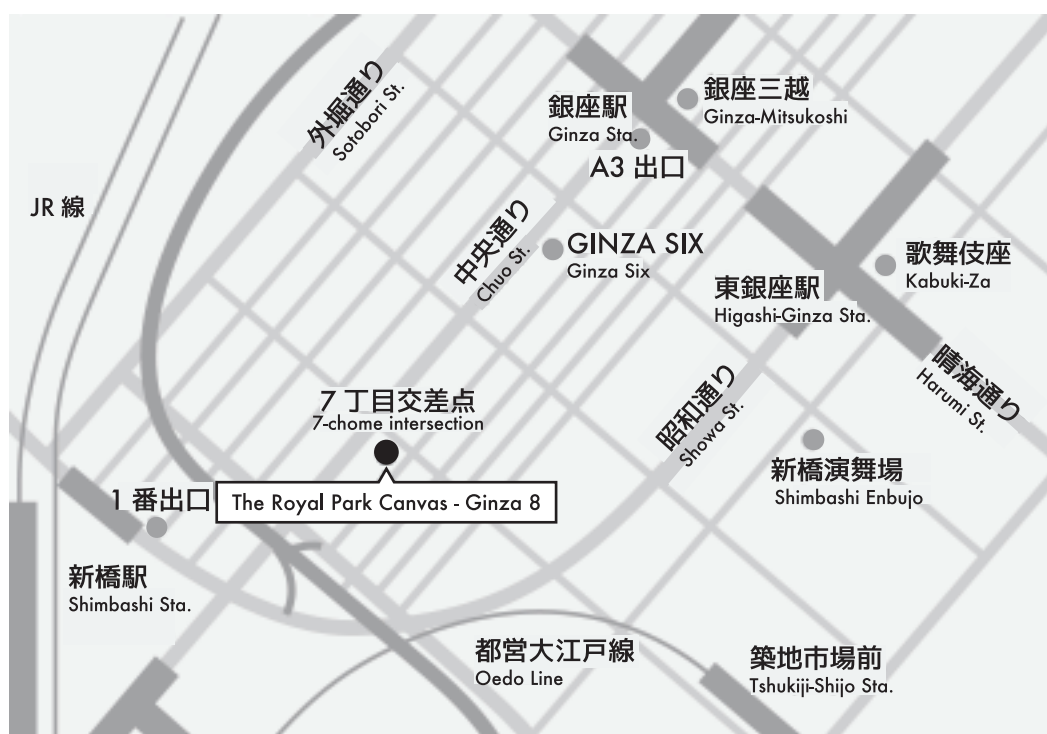 外堀通り
Sotobori St.
銀座駅
Ginza Sta.
A3 出口
銀座三越
Ginza-Mitsukoshi
JR 線
中央通り
Chuo St.
GINZA SIX
Ginza Six
歌舞伎座
Kabuki-Za
東銀座駅
Higashi-Ginza Sta.
晴海通り
Harumi St.
昭和通り
Showa St.
7 丁目交差点
7-chome intersection
新橋演舞場
Shimbashi Enbujo
The Royal Park Canvas - Ginza 8
1 番出口
新橋駅
Shimbashi Sta.
都営大江戸線
Oedo Line
築地市場前
Tshukiji-Shijo Sta.